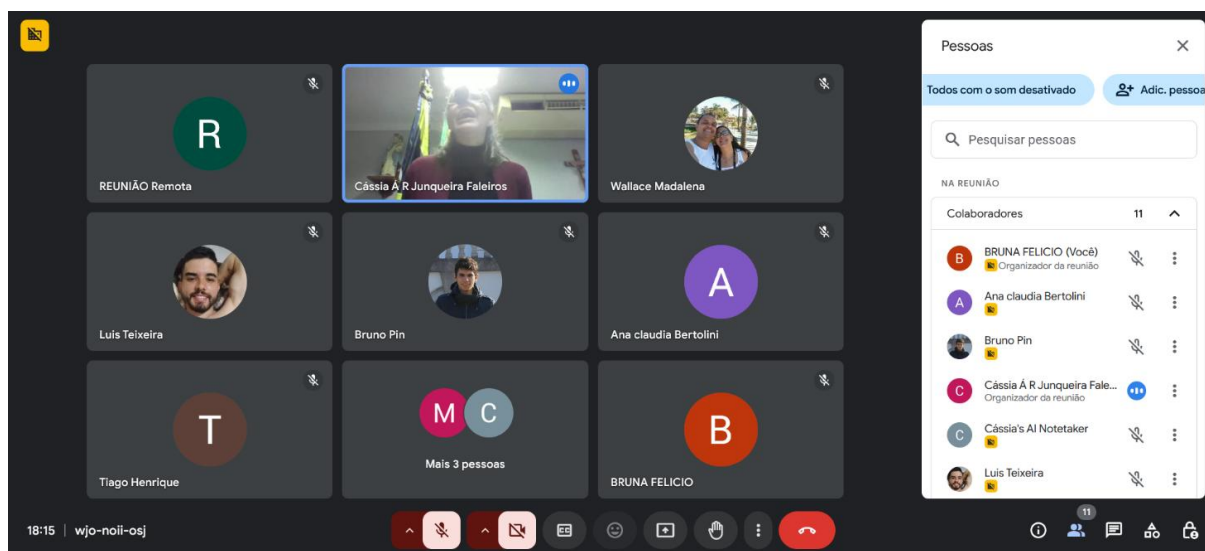 R
REUNIÃO Remota
Cássia Á R Junqueira Faleiros
Wallace Madalena
Luis Teixeira
Bruno Pin
A
Ana claudia Bertolini
T
Tiago Henrique
M C
Mais 3 pessoas
B
BRUNA FELICIO
Pessoas
Todos com o som desativado
Adic. pessoa
Pesquisar pessoas
NA REUNIÃO
Colaboradores 11
B
BRUNA FELICIO (Você)
Organizador da reunião
A
Ana claudia Bertolini
Bruno Pin
C
Cássia Á R Junqueira Fale...
Organizador da reunião
C
Cássia's AI Notetaker
Luis Teixeira
18:15 | wjo-noii-osj
CC
11